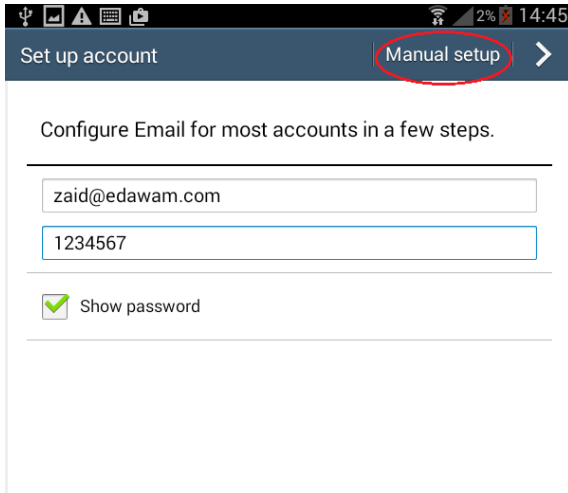 2% 14:45
Set up account Manual setup
Configure Email for most accounts in a few steps.
zaid@edawam.com
1234567
Show password